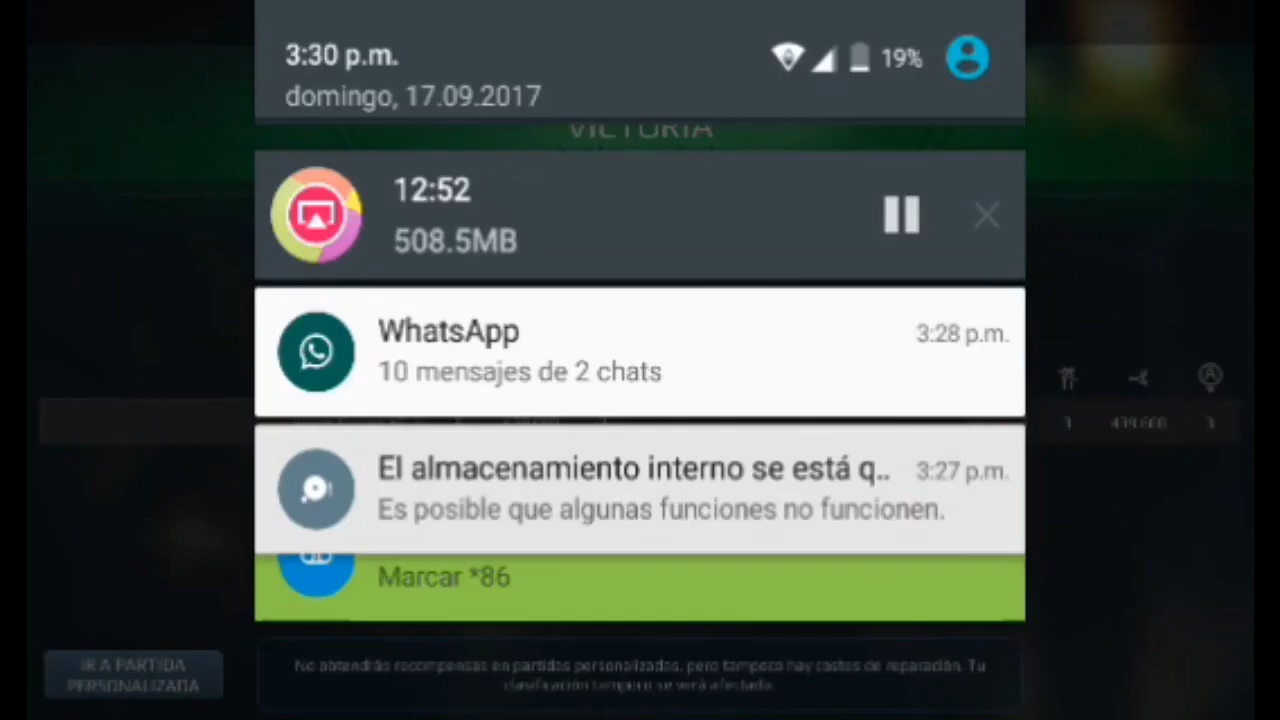 3:30 p.m.
19%
domingo, 17.09.2017
VICTORIA
12:52
508.5MB
WhatsApp
3:28 p.m.
10 mensajes de 2 chats
3
3
El almacenamiento interno se está q..
3:27 p.m.
Es posible que algunas funciones no funcionen.
Marcar *86
IR A PARTIDA
PERSONALIZADA
No obtendrás recompensas en partidas personalizadas, pero tampoco hay costos de reparación. Tu
clasificación tampoco se verá afectada.